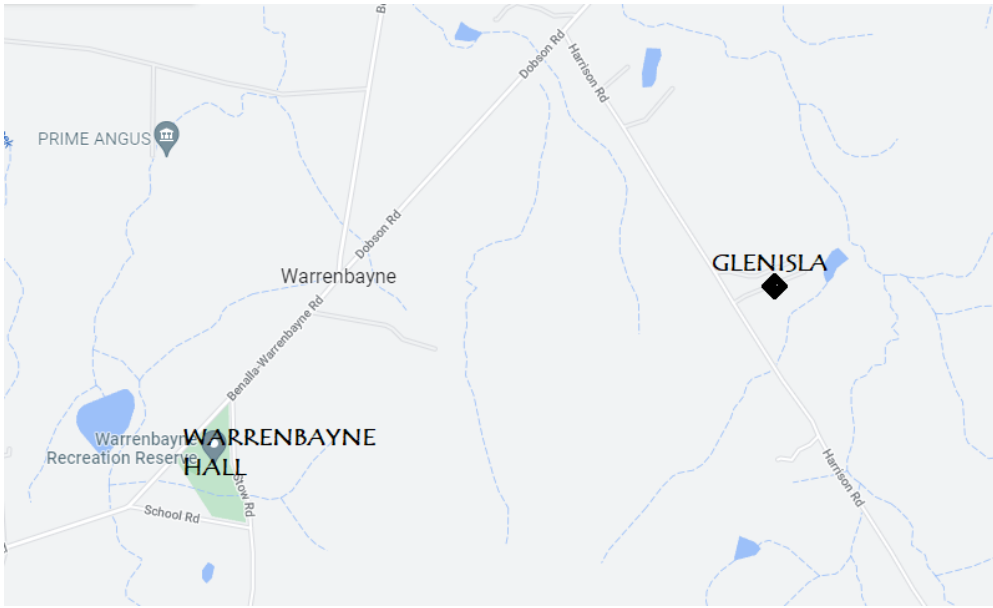 Dobson Rd
Harrison Rd
PRIME ANGUS
Dobson Rd
GLENISLA
Warrenbayne
Benalla-Warrenbayne Rd
Warrenbayne
Recreation Reserve
WARRENBAYNE
HALL
Harrison Rd
Stow Rd
School Rd